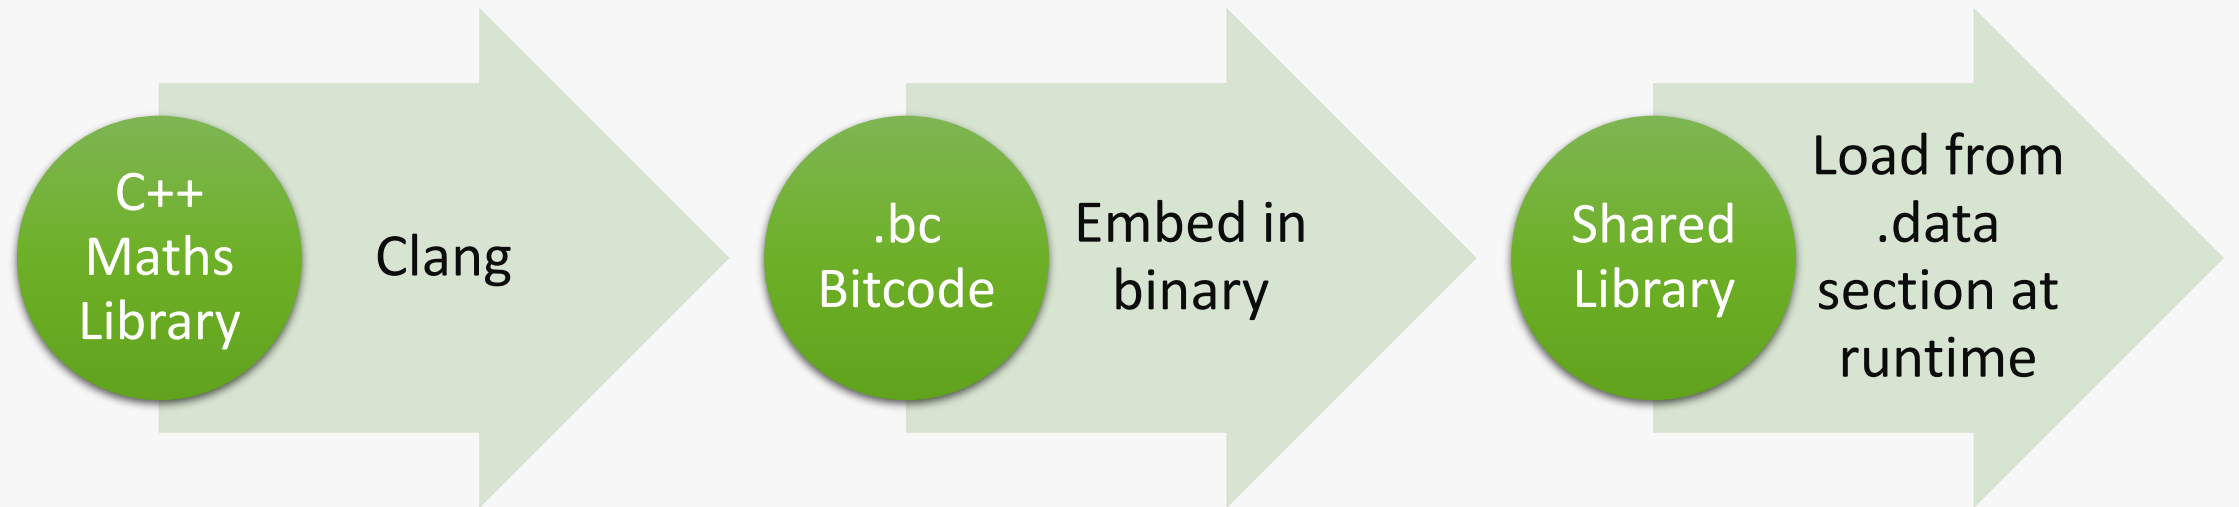 C++
Maths
Library
Clang
.bc
Bitcode
Embed in
binary
Shared
Library
Load from
.data
section at
runtime